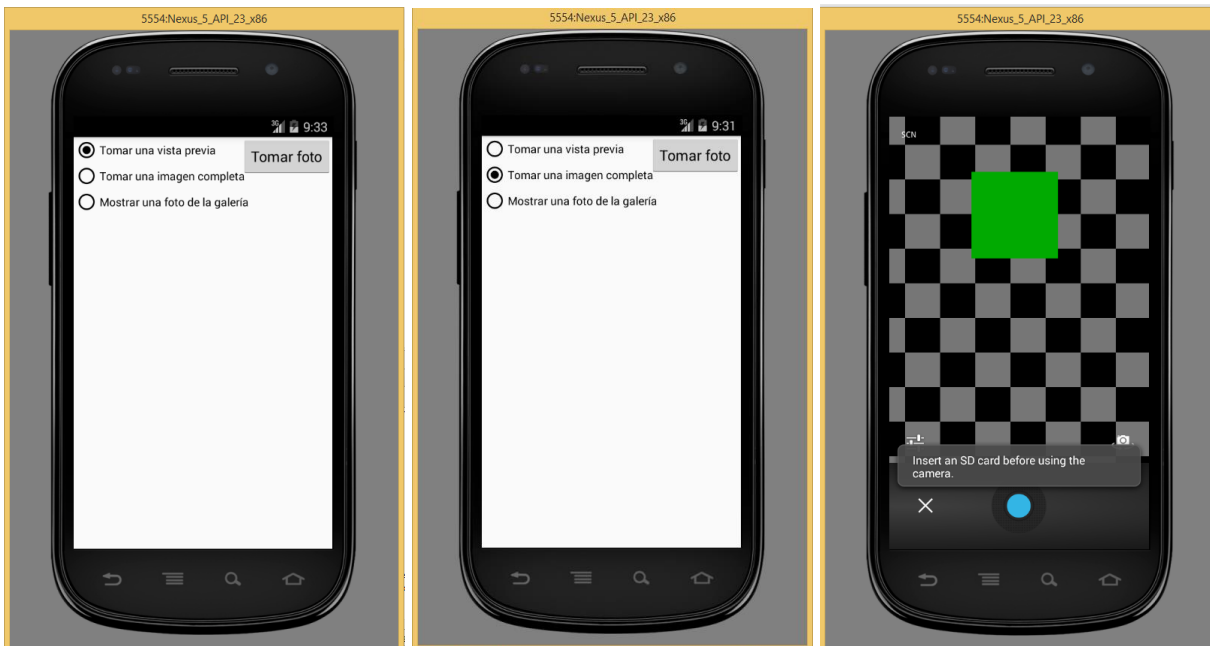 5554:Nexus_5_API_23_x86
3G 9:33
Tomar una vista previa
Tomar foto
Tomar una imagen completa
Mostrar una foto de la galería
5554:Nexus_5_API_23_x86
3G 9:31
Tomar una vista previa
Tomar foto
Tomar una imagen completa
Mostrar una foto de la galería
5554:Nexus_5_API_23_x86
SCN
Insert an SD card before using the
camera.